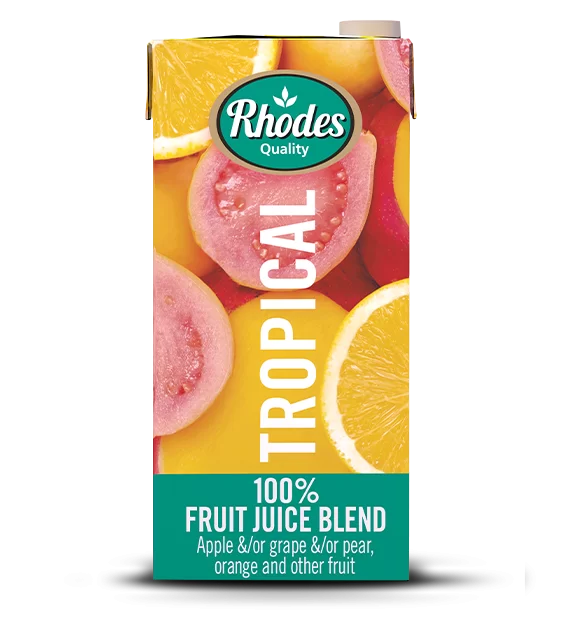 Rhodes
Quality
TROPICAL
100%
FRUIT JUICE BLEND
Apple &/or grape &/or pear,
orange and other fruit